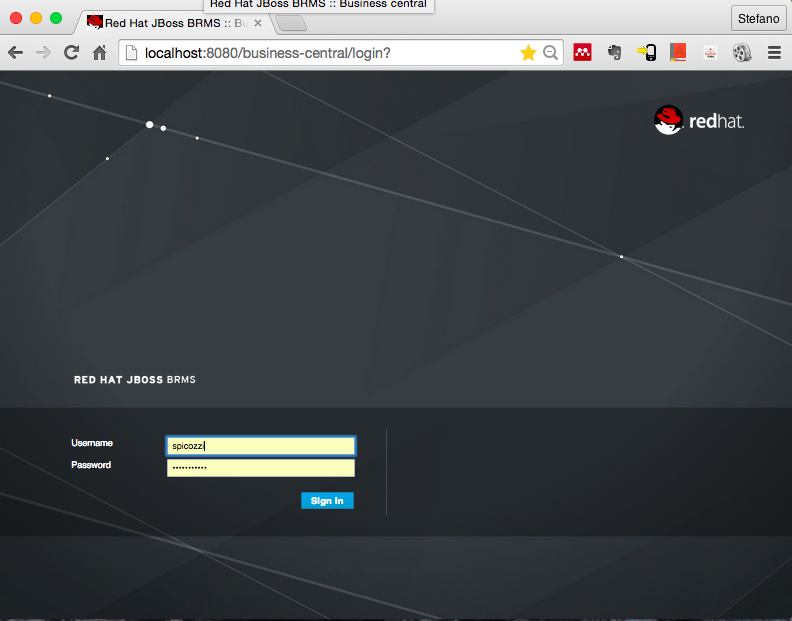 Red Hat JBoss BRMS :: Business central
Red Hat JBoss BRMS :: Bu
Stefano
localhost:8080/business-central/login?
redhat.
RED HAT JBOSS BRMS
Username
spicozzi
Password
Sign In